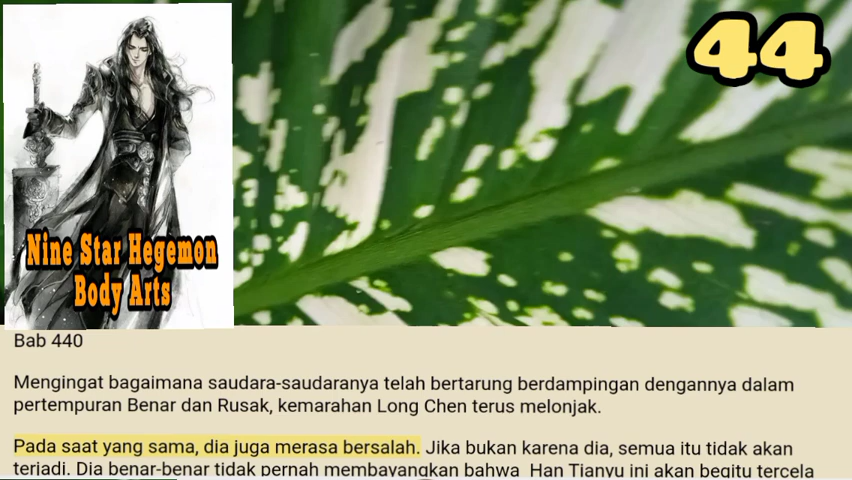 44
Nine Star Hegemon
Body Arts
Bab 440
Mengingat bagaimana saudara-saudaranya telah bertarung berdampingan dengannya dalam
pertempuran Benar dan Rusak, kemarahan Long Chen terus melonjak.
Pada saat yang sama, dia juga merasa bersalah. Jika bukan karena dia, semua itu tidak akan
terjadi. Dia benar-benar tidak pernah membayangkan bahwa Han Tianyu ini akan begitu tercela